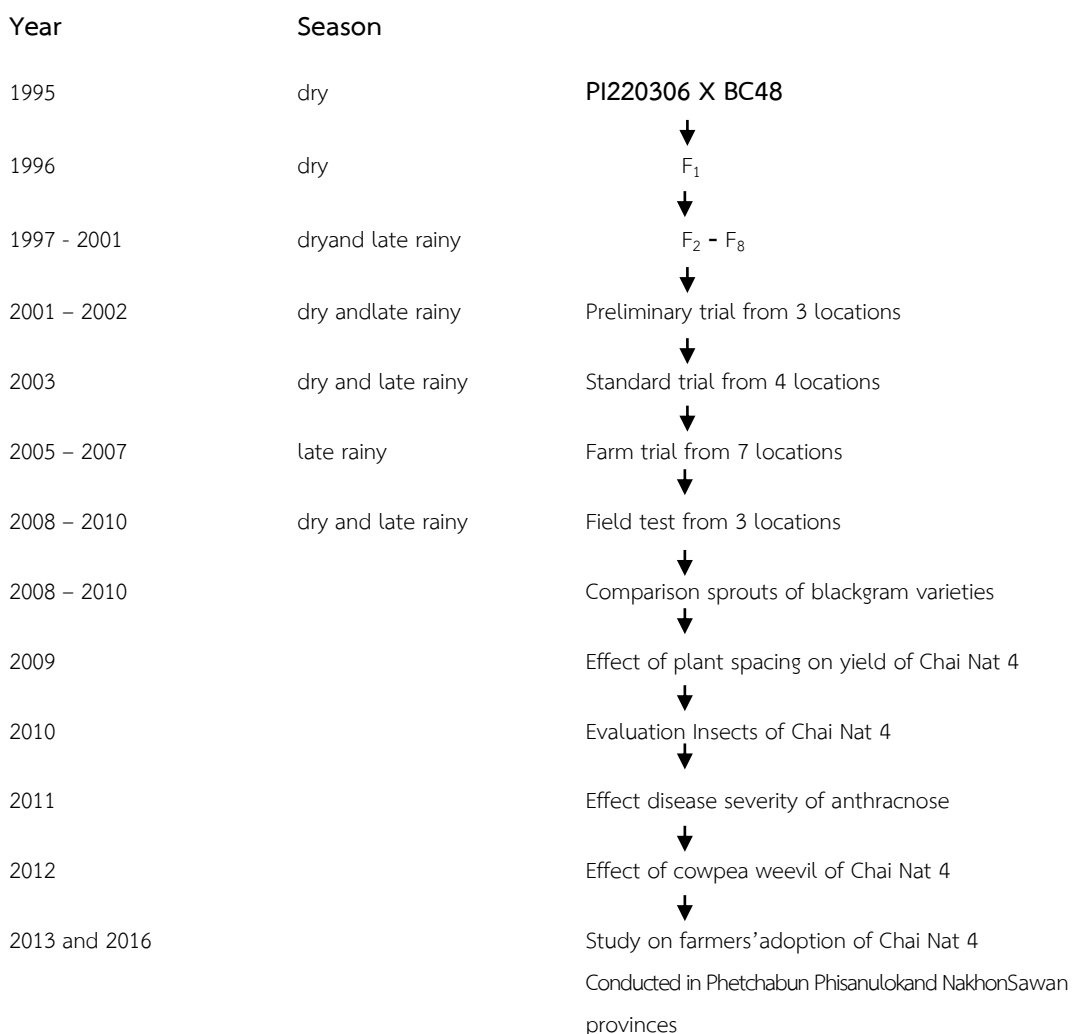 Year Season
1995 dry PI220306 X BC48
1996 dry F₁
1997 - 2001 dryand late rainy F₂ - F₈
2001 – 2002 dry andlate rainy Preliminary trial from 3 locations
2003 dry and late rainy Standard trial from 4 locations
2005 – 2007 late rainy Farm trial from 7 locations
2008 – 2010 dry and late rainy Field test from 3 locations
2008 – 2010 Comparison sprouts of blackgram varieties
2009 Effect of plant spacing on yield of Chai Nat 4
2010 Evaluation Insects of Chai Nat 4
2011 Effect disease severity of anthracnose
2012 Effect of cowpea weevil of Chai Nat 4
2013 and 2016 Study on farmers’adoption of Chai Nat 4
Conducted in Phetchabun Phisanulokand NakhonSawan
provinces